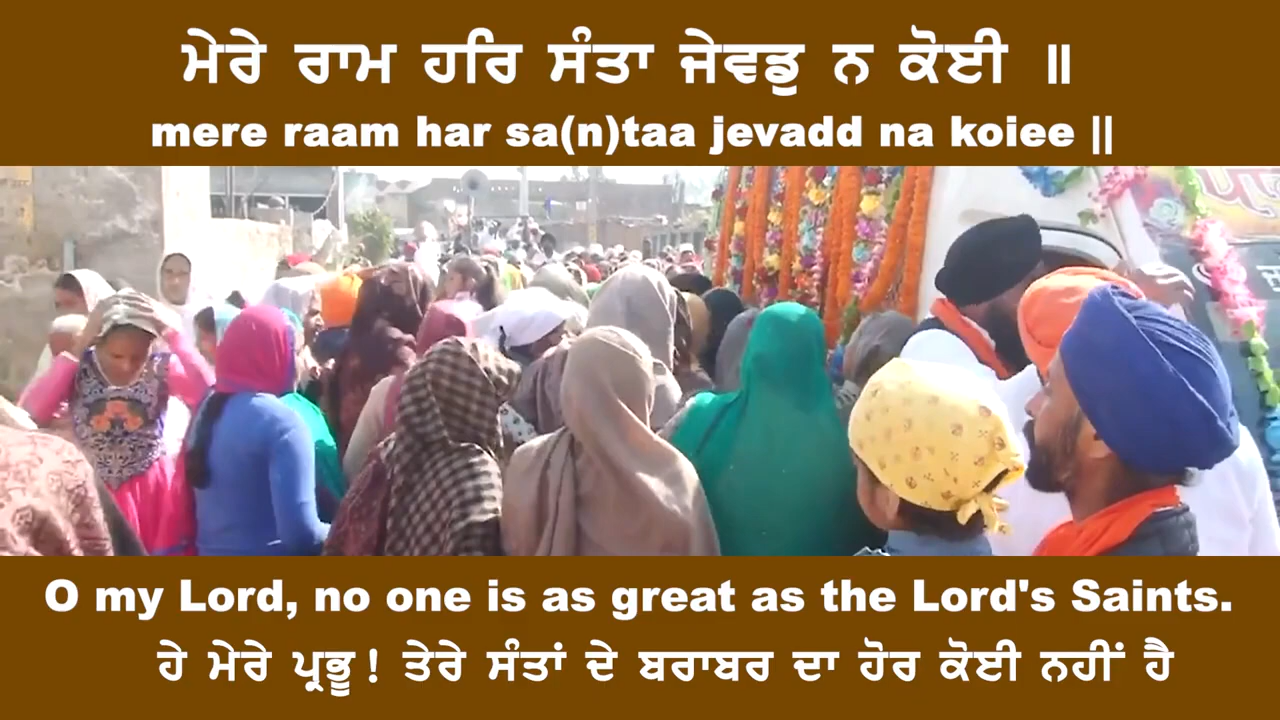 ਮੇਰੇ ਰਾਮ ਹਰਿ ਸੰਤਾ ਜੇਵਡੁ ਨ ਕੋਈ ॥
mere raam har sa(n)taa jevadd na koiee ||
O my Lord, no one is as great as the Lord's Saints.
ਹੇ ਮੇਰੇ ਪ੍ਰਭੂ! ਤੇਰੇ ਸੰਤਾਂ ਦੇ ਬਰਾਬਰ ਦਾ ਹੋਰ ਕੋਈ ਨਹੀਂ ਹੈ